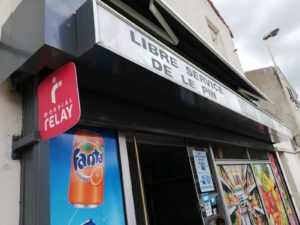 LIBRE SERVICE
DE LE PIN
MONDIAL
RELAY
Fanta